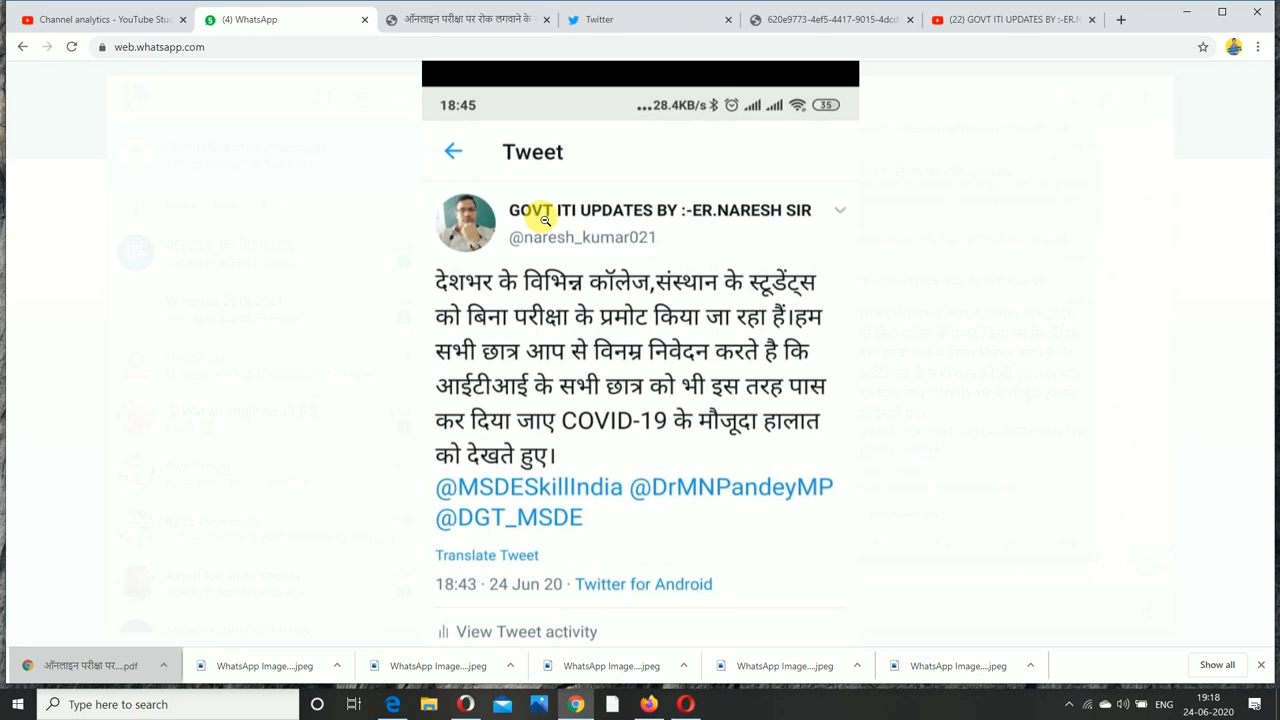 Channel analytics - YouTube Stu
(4) WhatsApp
ऑनलाइन परीक्षा पर रोक लगवाने के
Twitter
620e9773-4ef5-4417-9015-4dcd
(22) GOVT ITI UPDATES BY :-ER.N
web.whatsapp.com
18:45
...28.4KB/s
35
Tweet
GOVT ITI UPDATES BY :-ER.NARESH SIR
@naresh_kumar021
देशभर के विभिन्न कॉलेज,संस्थान के स्टूडेंट्स
को बिना परीक्षा के प्रमोट किया जा रहा हैं।हम
सभी छात्र आप से विनम्र निवेदन करते है कि
आईटीआई के सभी छात्र को भी इस तरह पास
कर दिया जाए COVID-19 के मौजूदा हालात
को देखते हुए।
@MSDESkillIndia @DrMNPandeyMP
@DGT_MSDE
Translate Tweet
18:43 · 24 Jun 20 · Twitter for Android
View Tweet activity
ऑनलाइन परीक्षा पर....pdf
WhatsApp Image....jpeg
WhatsApp Image....jpeg
WhatsApp Image....jpeg
WhatsApp Image....jpeg
WhatsApp Image....jpeg
Show all
Type here to search
ENG
19:18
24-06-2020